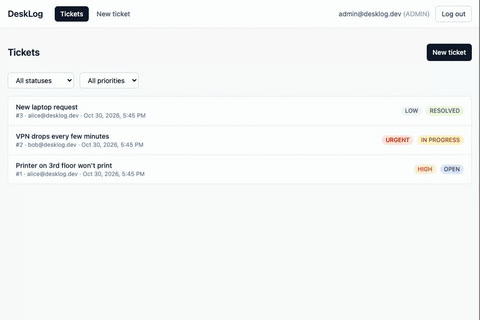 DeskLog Tickets New ticket admin@desklog.dev (ADMIN) Log out
Tickets New ticket
All statuses All priorities
New laptop request
#3 · alice@desklog.dev · Oct 30, 2026, 5:45 PM LOW RESOLVED
VPN drops every few minutes
#2 · bob@desklog.dev · Oct 30, 2026, 5:45 PM URGENT IN PROGRESS
Printer on 3rd floor won't print
#1 · alice@desklog.dev · Oct 30, 2026, 5:45 PM HIGH OPEN